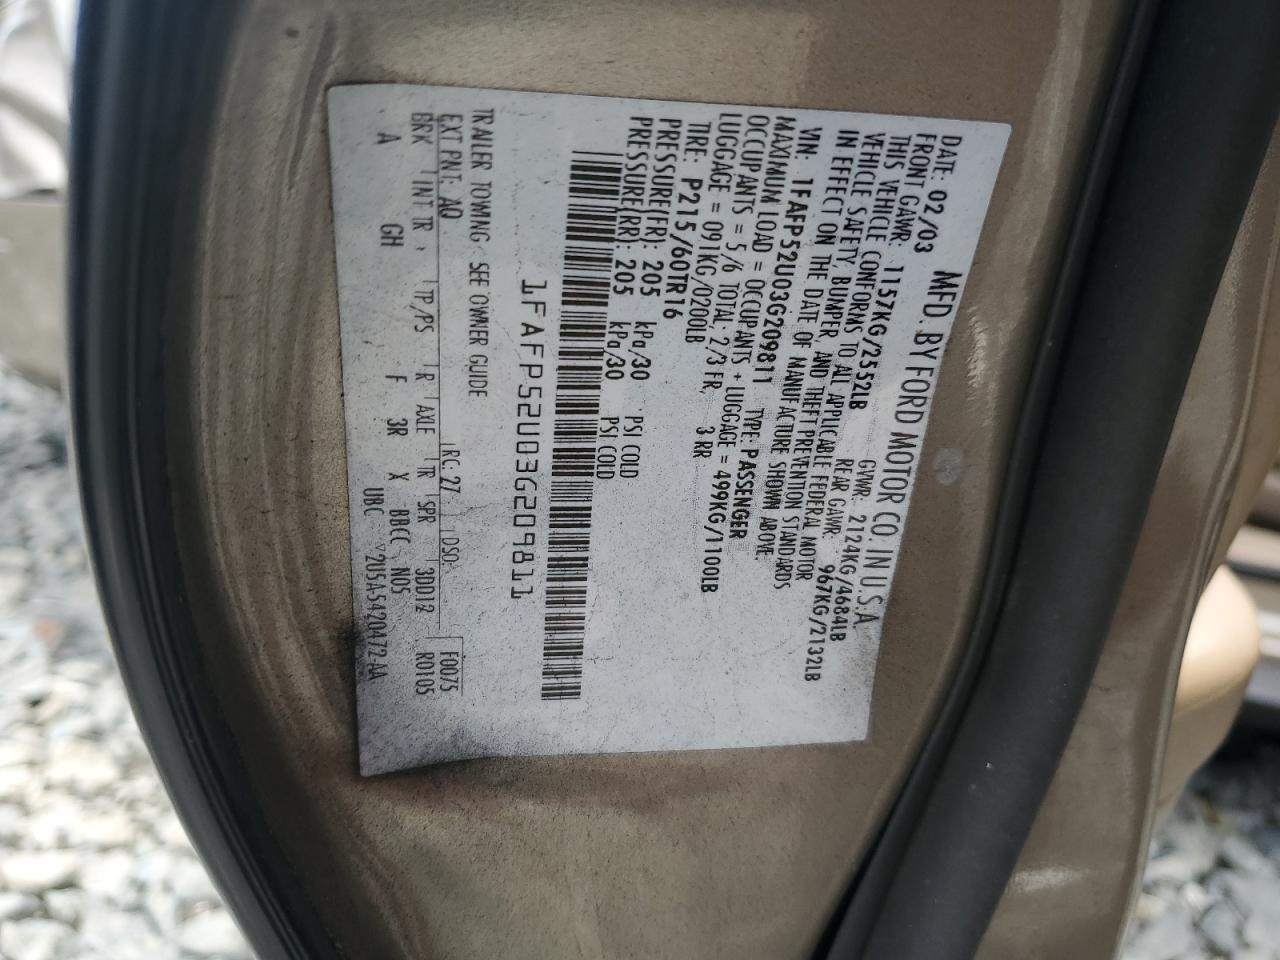 MFD. BY FORD MOTOR CO. IN U.S.A.
DATE: 02/03 GVWR: 2124KG/4684LB
FRONT GAWR: 1157KG/2552LB REAR GAWR: 967KG/2132LB
THIS VEHICLE CONFORMS TO ALL APPLICABLE FEDERAL MOTOR
VEHICLE SAFETY, BUMPER, AND THEFT PREVENTION STANDARDS
IN EFFECT ON THE DATE OF MANUFACTURE SHOWN ABOVE.
VIN: 1FAFP52U03G209811 TYPE: PASSENGER
MAXIMUM LOAD = OCCUPANTS + LUGGAGE = 499KG/1100LB
OCCUPANTS = 5/6 TOTAL; 2/3 FR, 3 RR
LUGGAGE = 091KG/0200LB
TIRE: P215/60TR16
PRESSURE(FR): 205 kPa/30 PSI COLD
PRESSURE(RR): 205 kPa/30 PSI COLD
1FAFP52U03G209811
TRAILER TOWING - SEE OWNER GUIDE
EXT PNT: AQ RC: 27 DSO: F0075
BRK INT TR TP/PS R AXLE TR SPR 3DD172 R0105
A GH F 3R X BBCC N05
UBC 2U5A-5420472-AA